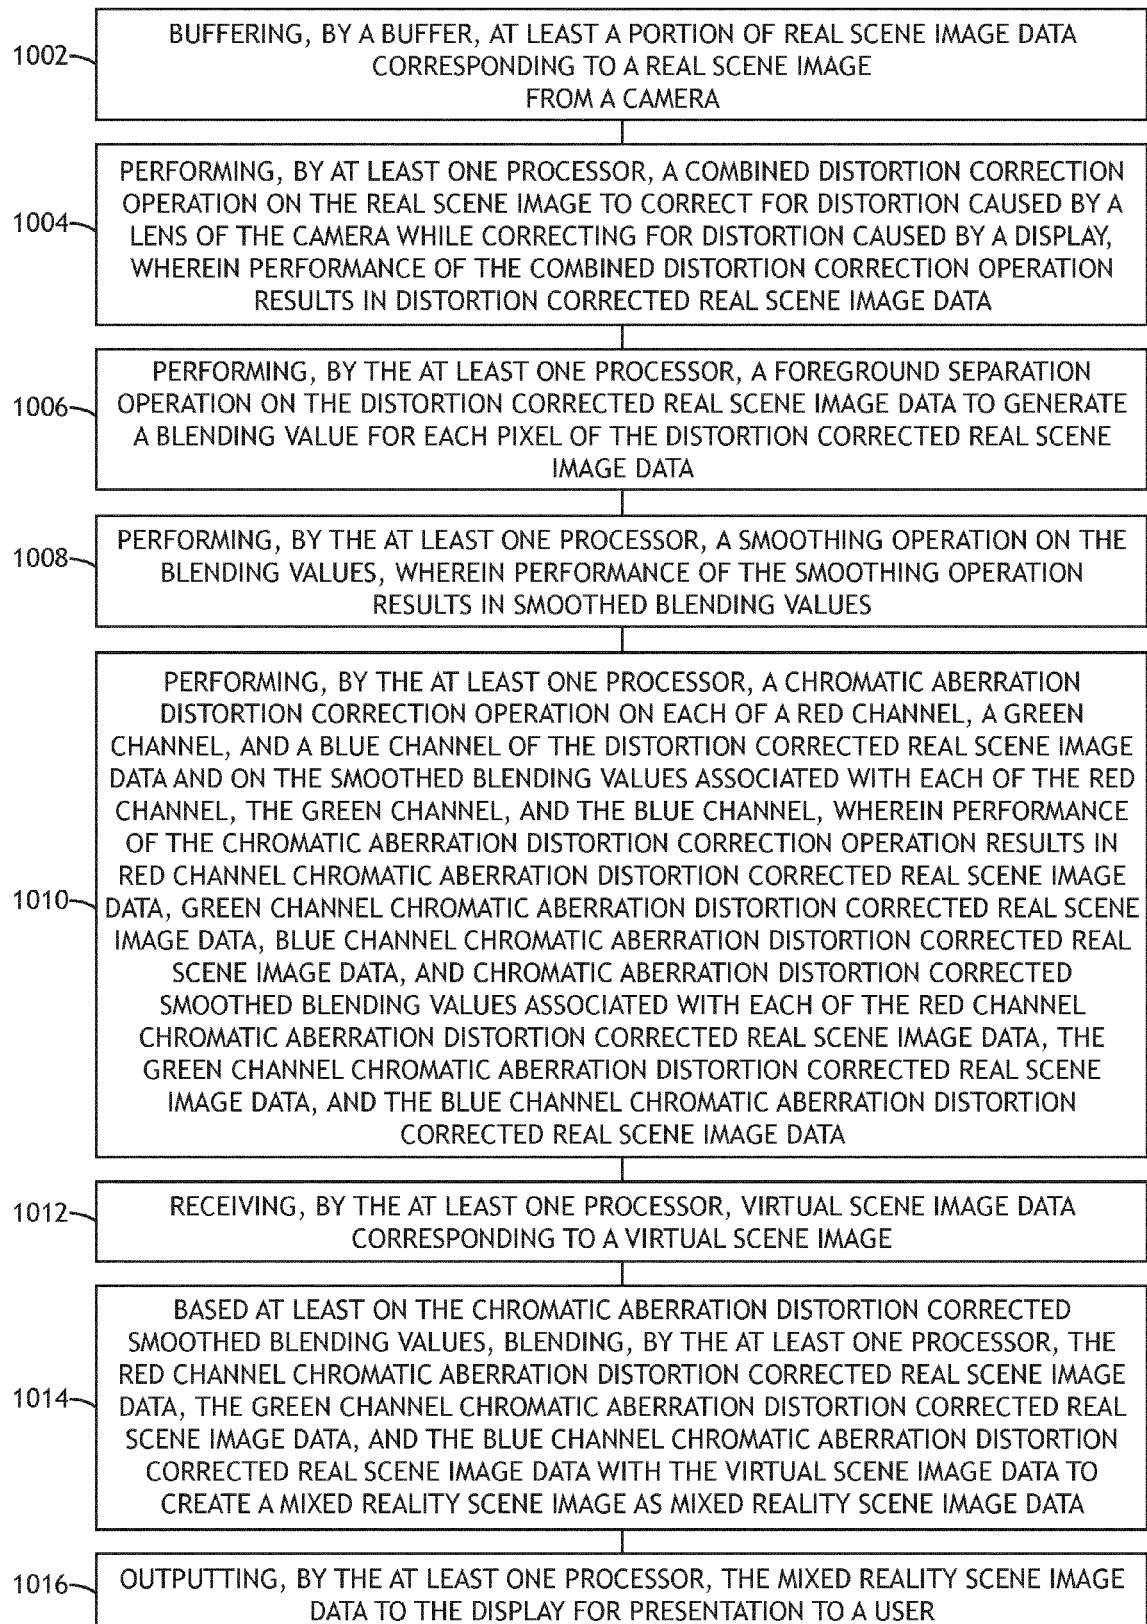 1002
BUFFERING, BY A BUFFER, AT LEAST A PORTION OF REAL SCENE IMAGE DATA
CORRESPONDING TO A REAL SCENE IMAGE
FROM A CAMERA
1004
PERFORMING, BY AT LEAST ONE PROCESSOR, A COMBINED DISTORTION CORRECTION
OPERATION ON THE REAL SCENE IMAGE TO CORRECT FOR DISTORTION CAUSED BY A
LENS OF THE CAMERA WHILE CORRECTING FOR DISTORTION CAUSED BY A DISPLAY,
WHEREIN PERFORMANCE OF THE COMBINED DISTORTION CORRECTION OPERATION
RESULTS IN DISTORTION CORRECTED REAL SCENE IMAGE DATA
1006
PERFORMING, BY THE AT LEAST ONE PROCESSOR, A FOREGROUND SEPARATION
OPERATION ON THE DISTORTION CORRECTED REAL SCENE IMAGE DATA TO GENERATE
A BLENDING VALUE FOR EACH PIXEL OF THE DISTORTION CORRECTED REAL SCENE
IMAGE DATA
1008
PERFORMING, BY THE AT LEAST ONE PROCESSOR, A SMOOTHING OPERATION ON THE
BLENDING VALUES, WHEREIN PERFORMANCE OF THE SMOOTHING OPERATION
RESULTS IN SMOOTHED BLENDING VALUES
1010
PERFORMING, BY THE AT LEAST ONE PROCESSOR, A CHROMATIC ABERRATION
DISTORTION CORRECTION OPERATION ON EACH OF A RED CHANNEL, A GREEN
CHANNEL, AND A BLUE CHANNEL OF THE DISTORTION CORRECTED REAL SCENE IMAGE
DATA AND ON THE SMOOTHED BLENDING VALUES ASSOCIATED WITH EACH OF THE RED
CHANNEL, THE GREEN CHANNEL, AND THE BLUE CHANNEL, WHEREIN PERFORMANCE
OF THE CHROMATIC ABERRATION DISTORTION CORRECTION OPERATION RESULTS IN
RED CHANNEL CHROMATIC ABERRATION DISTORTION CORRECTED REAL SCENE IMAGE
DATA, GREEN CHANNEL CHROMATIC ABERRATION DISTORTION CORRECTED REAL SCENE
IMAGE DATA, BLUE CHANNEL CHROMATIC ABERRATION DISTORTION CORRECTED REAL
SCENE IMAGE DATA, AND CHROMATIC ABERRATION DISTORTION CORRECTED
SMOOTHED BLENDING VALUES ASSOCIATED WITH EACH OF THE RED CHANNEL
CHROMATIC ABERRATION DISTORTION CORRECTED REAL SCENE IMAGE DATA, THE
GREEN CHANNEL CHROMATIC ABERRATION DISTORTION CORRECTED REAL SCENE
IMAGE DATA, AND THE BLUE CHANNEL CHROMATIC ABERRATION DISTORTION
CORRECTED REAL SCENE IMAGE DATA
1012
RECEIVING, BY THE AT LEAST ONE PROCESSOR, VIRTUAL SCENE IMAGE DATA
CORRESPONDING TO A VIRTUAL SCENE IMAGE
1014
BASED AT LEAST ON THE CHROMATIC ABERRATION DISTORTION CORRECTED
SMOOTHED BLENDING VALUES, BLENDING, BY THE AT LEAST ONE PROCESSOR, THE
RED CHANNEL CHROMATIC ABERRATION DISTORTION CORRECTED REAL SCENE IMAGE
DATA, THE GREEN CHANNEL CHROMATIC ABERRATION DISTORTION CORRECTED REAL
SCENE IMAGE DATA, AND THE BLUE CHANNEL CHROMATIC ABERRATION DISTORTION
CORRECTED REAL SCENE IMAGE DATA WITH THE VIRTUAL SCENE IMAGE DATA TO
CREATE A MIXED REALITY SCENE IMAGE AS MIXED REALITY SCENE IMAGE DATA
1016
OUTPUTTING, BY THE AT LEAST ONE PROCESSOR, THE MIXED REALITY SCENE IMAGE
DATA TO THE DISPLAY FOR PRESENTATION TO A USER